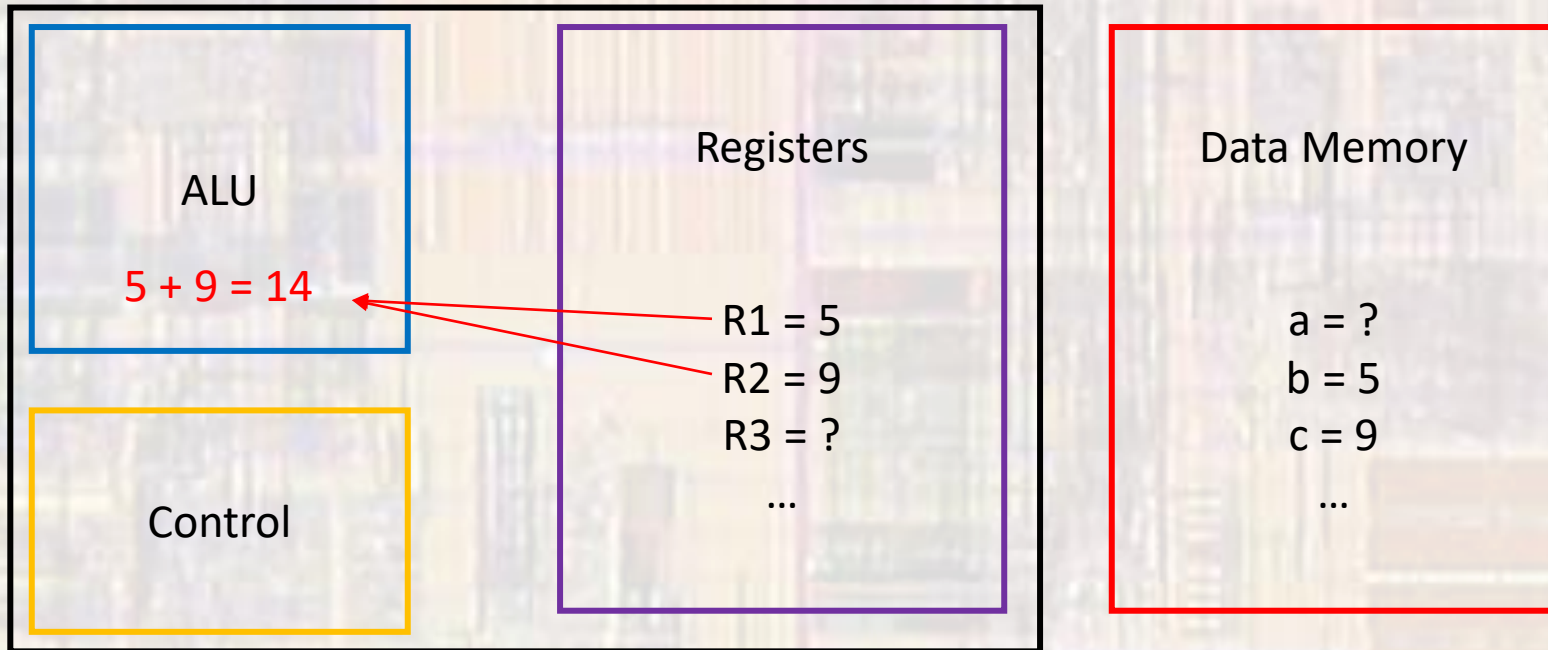 ALU
5 + 9 = 14
Control
Registers
R1 = 5
R2 = 9
R3 = ?
...
Data Memory
a = ?
b = 5
c = 9
...